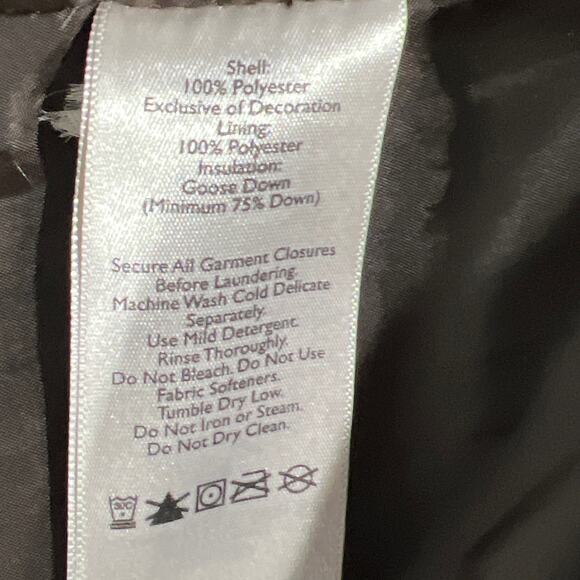 Shell:
100% Polyester
Exclusive of Decoration
Lining:
100% Polyester
Insulation:
Goose Down
(Minimum 75% Down)
Secure All Garment Closures
Before Laundering.
Machine Wash Cold Delicate
Separately.
Use Mild Detergent.
Rinse Thoroughly.
Do Not Bleach. Do Not Use
Fabric Softeners.
Tumble Dry Low.
Do Not Iron or Steam.
Do Not Dry Clean.
30C